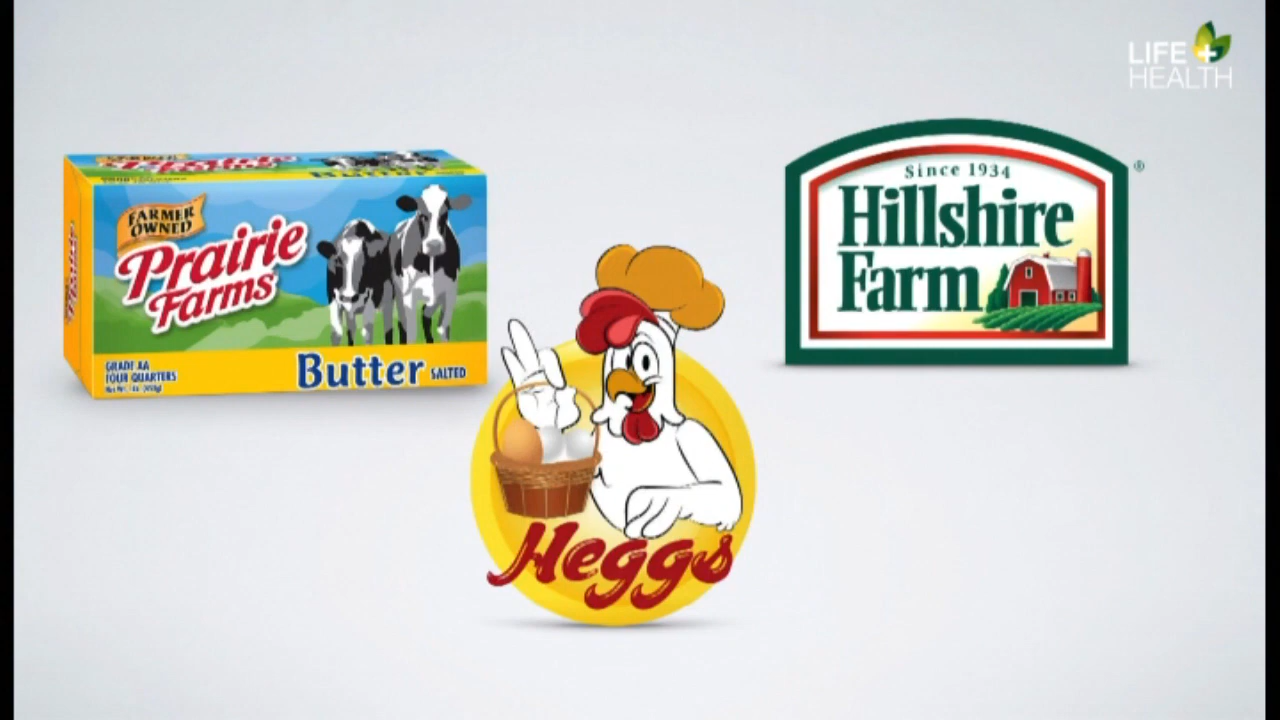 LIFE +
HEALTH
FARMER
OWNED
Prairie
Farms
GRADE AA
FOUR QUARTERS
Butter SALTED
Since 1934
Hillshire
Farm
®
Heggs